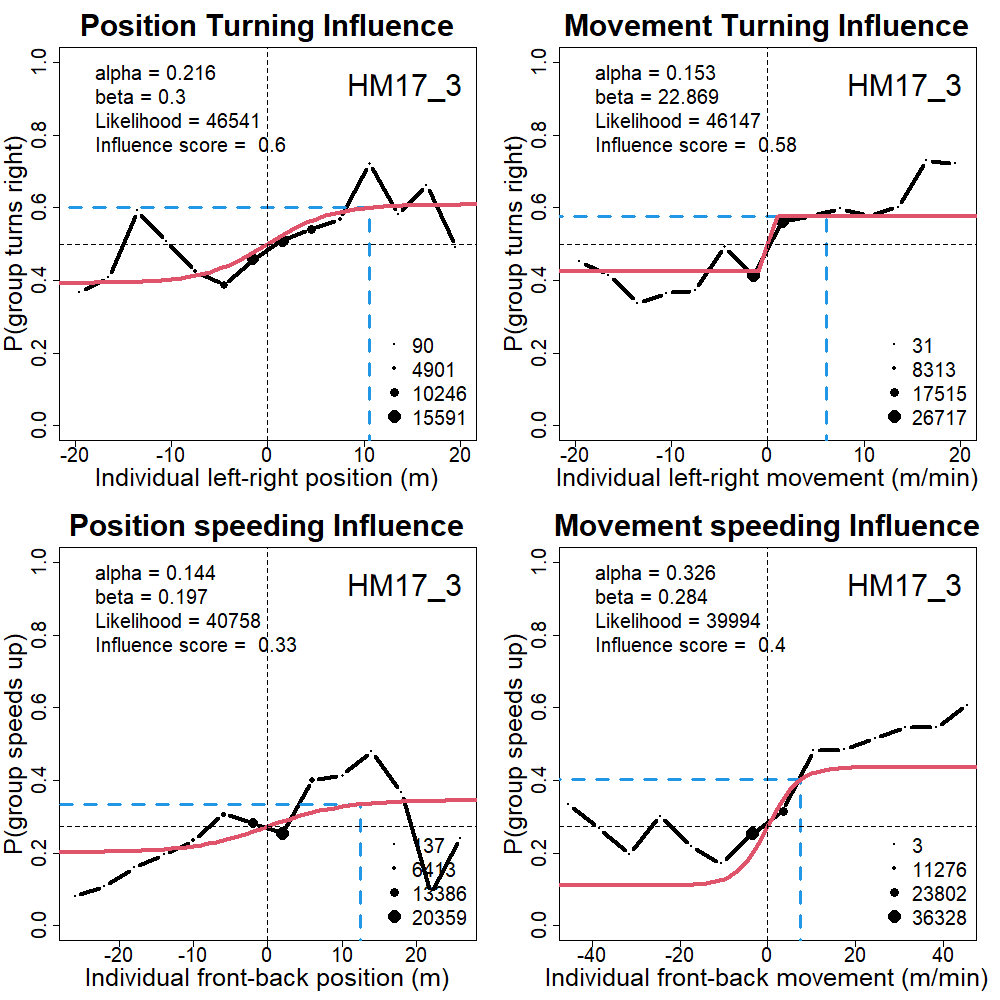 Position Turning Influence
alpha = 0.216
beta = 0.3
Likelihood = 46541
Influence score =  0.6
HM17_3
P(group turns right)
1.0
0.8
0.6
0.4
0.2
0.0
90
4901
10246
15591
-20
-10
0
10
20
Individual left-right position (m)
Movement Turning Influence
alpha = 0.153
beta = 22.869
Likelihood = 46147
Influence score =  0.58
HM17_3
P(group turns right)
1.0
0.8
0.6
0.4
0.2
0.0
31
8313
17515
26717
-20
-10
0
10
20
Individual left-right movement (m/min)
Position speeding Influence
alpha = 0.144
beta = 0.197
Likelihood = 40758
Influence score =  0.33
HM17_3
P(group speeds up)
1.0
0.8
0.6
0.4
0.2
0.0
137
6413
13386
20359
-20
-10
0
10
20
Individual front-back position (m)
Movement speeding Influence
alpha = 0.326
beta = 0.284
Likelihood = 39994
Influence score =  0.4
HM17_3
P(group speeds up)
1.0
0.8
0.6
0.4
0.2
0.0
3
11276
23802
36328
-40
-20
0
20
40
Individual front-back movement (m/min)